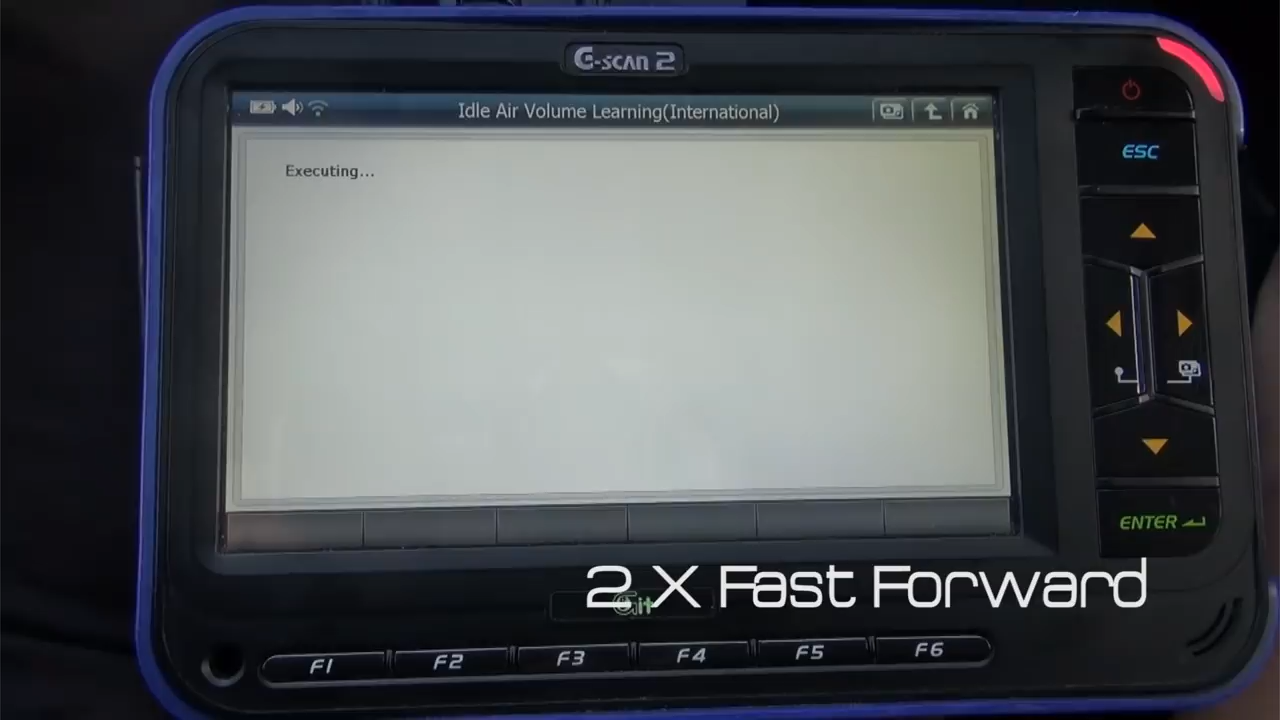 G-SCAN 2
Idle Air Volume Learning(International)
Executing...
ESC
ENTER
2 X Fast Forward
Git
F1 F2 F3 F4 F5 F6